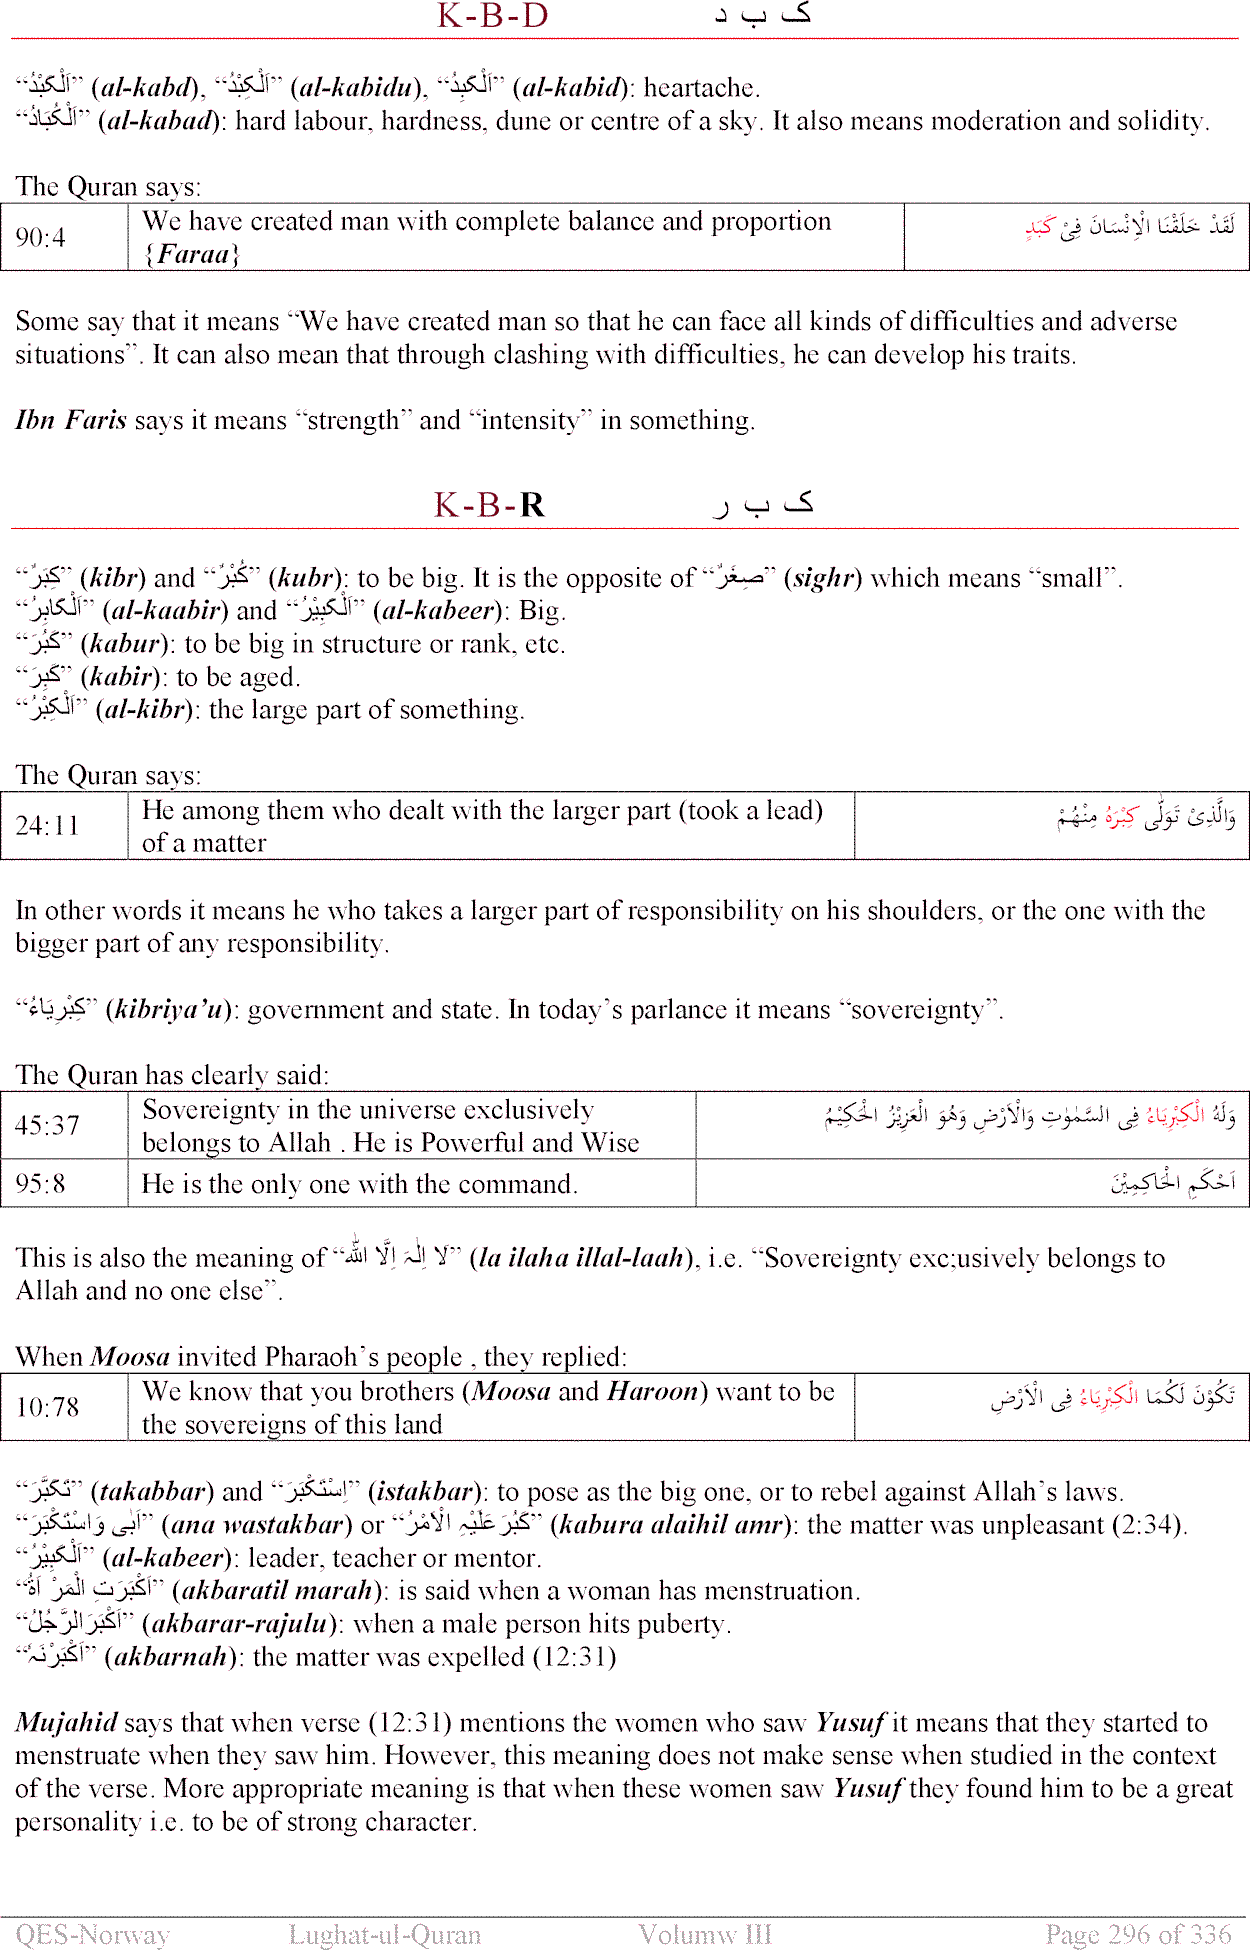 K-B-D ک ب د
“اَلْکَبْدُ” (al-kabd), “اَلْکِبْدُ” (al-kabidu), “اَلْکَبِدُ” (al-kabid): heartache.
“اَلْکُبَادُ” (al-kabad): hard labour, hardness, dune or centre of a sky. It also means moderation and solidity.
The Quran says:
90:4 We have created man with complete balance and proportion {Faraa} لَقَدْ خَلَقْنَا الْاِنْسَانَ فِیْ کَبَدٍ
Some say that it means “We have created man so that he can face all kinds of difficulties and adverse
situations”. It can also mean that through clashing with difficulties, he can develop his traits.
Ibn Faris says it means “strength” and “intensity” in something.
K-B-R ک ب ر
“کِبَرٌ” (kibr) and “کُبْرٌ” (kubr): to be big. It is the opposite of “صِغَرٌ” (sighr) which means “small”.
“اَلْکَابِرُ” (al-kaabir) and “اَلْکَبِیْرُ” (al-kabeer): Big.
“کَبُرَ” (kabur): to be big in structure or rank, etc.
“کَبِرَ” (kabir): to be aged.
“اَلْکِبْرُ” (al-kibr): the large part of something.
The Quran says:
24:11 He among them who dealt with the larger part (took a lead) of a matter وَالَّذِیْ تَوَلّٰی کِبْرَہٗ مِنْهُمْ
In other words it means he who takes a larger part of responsibility on his shoulders, or the one with the
bigger part of any responsibility.
“کِبْرِیَاءُ” (kibriya’u): government and state. In today’s parlance it means “sovereignty”.
The Quran has clearly said:
45:37 Sovereignty in the universe exclusively belongs to Allah . He is Powerful and Wise وَلَهُ الْکِبْرِیَاءُ فِی السَّمٰوٰتِ وَالْاَرْضِ وَهُوَ الْعَزِیْزُ الْحَکِیْمُ
95:8 He is the only one with the command. اَحْکَمِ الْحَاکِمِیْنَ
This is also the meaning of “لَا اِلٰہَ اِلَّا اللّٰہ” (la ilaha illal-laah), i.e. “Sovereignty exc;usively belongs to
Allah and no one else”.
When Moosa invited Pharaoh’s people , they replied:
10:78 We know that you brothers (Moosa and Haroon) want to be the sovereigns of this land تَکُوْنَ لَکُمَا الْکِبْرِیَاءُ فِی الْاَرْضِ
“تَکَبَّرَ” (takabbar) and “اِسْتَکْبَرَ” (istakbar): to pose as the big one, or to rebel against Allah’s laws.
“اَبٰی وَاسْتَکْبَرَ” (ana wastakbar) or “کَبُرَ عَلَیْہِ الْاَمْرُ” (kabura alaihil amr): the matter was unpleasant (2:34).
“اَلْکَبِیْرُ” (al-kabeer): leader, teacher or mentor.
“اَکْبَرَتِ الْمَرْ أَةُ” (akbaratil marah): is said when a woman has menstruation.
“اَکْبَرَ الرَّجُلُ” (akbarar-rajulu): when a male person hits puberty.
“اَکْبَرْنَہٗ” (akbarnah): the matter was expelled (12:31)
Mujahid says that when verse (12:31) mentions the women who saw Yusuf it means that they started to
menstruate when they saw him. However, this meaning does not make sense when studied in the context
of the verse. More appropriate meaning is that when these women saw Yusuf they found him to be a great
personality i.e. to be of strong character.
QES-Norway Lughat-ul-Quran Volumw III Page 296 of 336